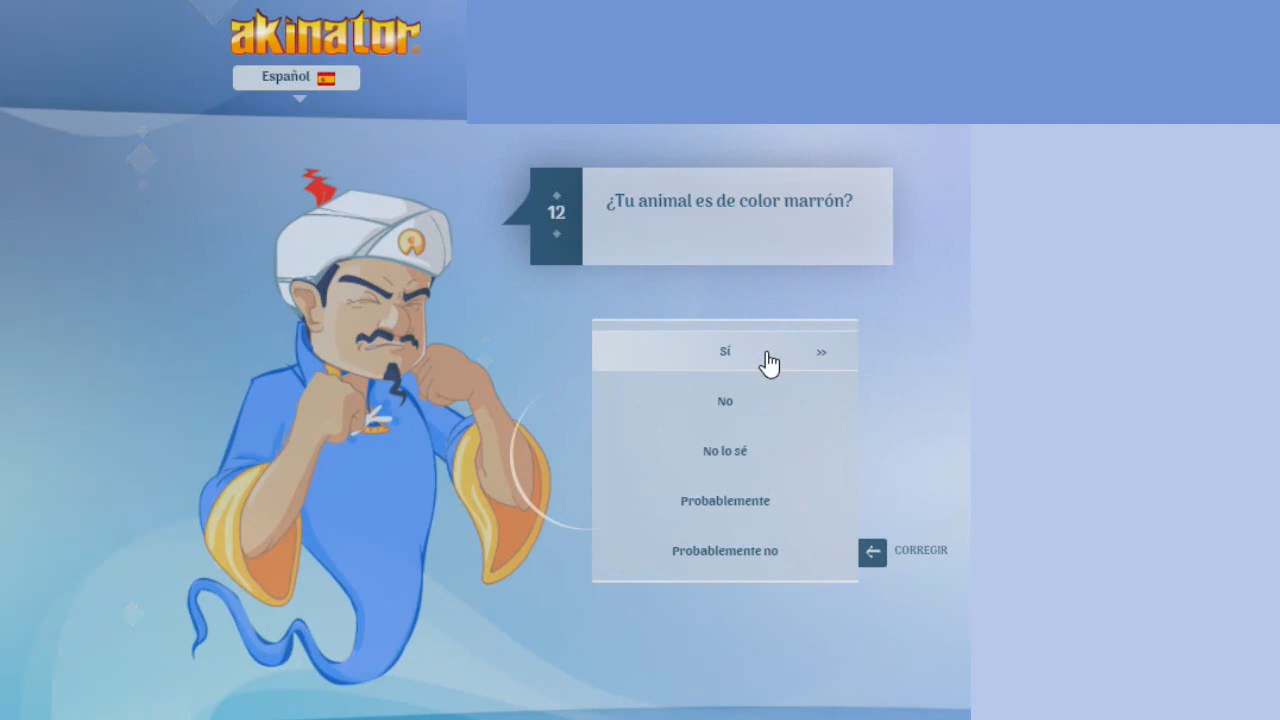 akinator
Español
12
¿Tu animal es de color marrón?
Sí >>
No
No lo sé
Probablemente
Probablemente no
CORREGIR